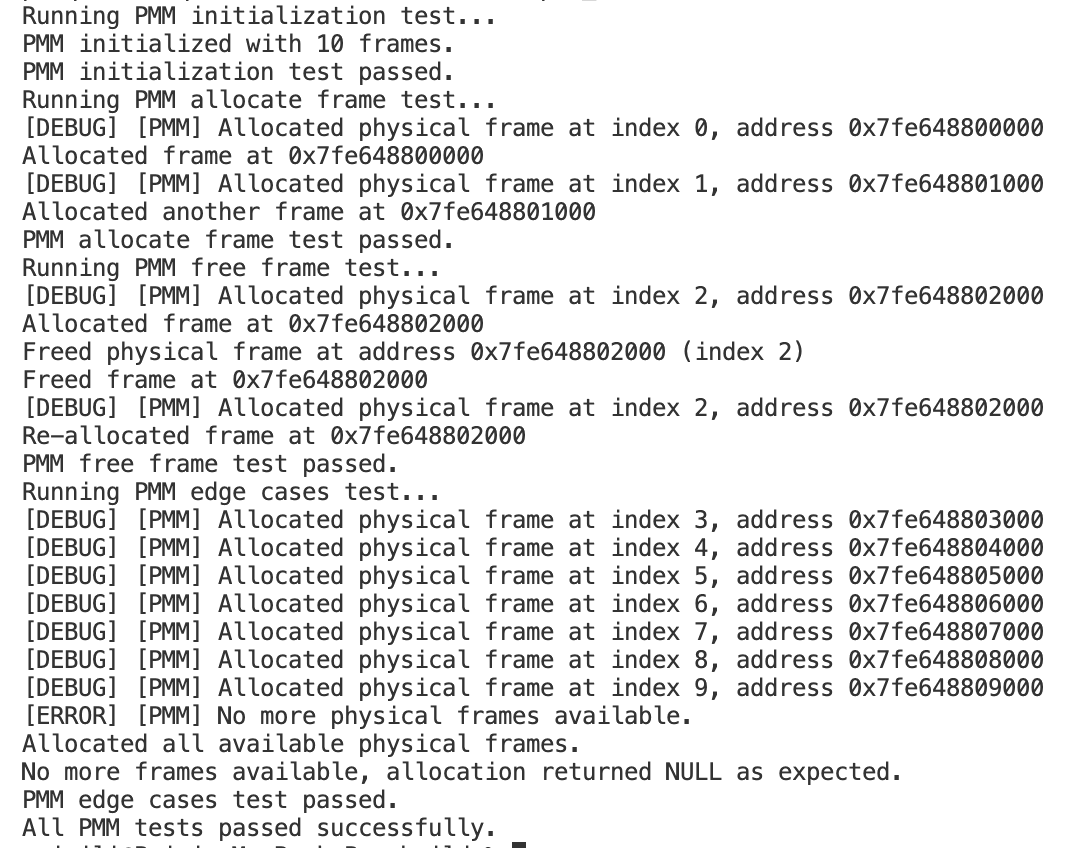 Running PMM initialization test...
PMM initialized with 10 frames.
PMM initialization test passed.
Running PMM allocate frame test...
[DEBUG] [PMM] Allocated physical frame at index 0, address 0x7fe648800000
Allocated frame at 0x7fe648800000
[DEBUG] [PMM] Allocated physical frame at index 1, address 0x7fe648801000
Allocated another frame at 0x7fe648801000
PMM allocate frame test passed.
Running PMM free frame test...
[DEBUG] [PMM] Allocated physical frame at index 2, address 0x7fe648802000
Allocated frame at 0x7fe648802000
Freed physical frame at address 0x7fe648802000 (index 2)
Freed frame at 0x7fe648802000
[DEBUG] [PMM] Allocated physical frame at index 2, address 0x7fe648802000
Re-allocated frame at 0x7fe648802000
PMM free frame test passed.
Running PMM edge cases test...
[DEBUG] [PMM] Allocated physical frame at index 3, address 0x7fe648803000
[DEBUG] [PMM] Allocated physical frame at index 4, address 0x7fe648804000
[DEBUG] [PMM] Allocated physical frame at index 5, address 0x7fe648805000
[DEBUG] [PMM] Allocated physical frame at index 6, address 0x7fe648806000
[DEBUG] [PMM] Allocated physical frame at index 7, address 0x7fe648807000
[DEBUG] [PMM] Allocated physical frame at index 8, address 0x7fe648808000
[DEBUG] [PMM] Allocated physical frame at index 9, address 0x7fe648809000
[ERROR] [PMM] No more physical frames available.
Allocated all available physical frames.
No more frames available, allocation returned NULL as expected.
PMM edge cases test passed.
All PMM tests passed successfully.